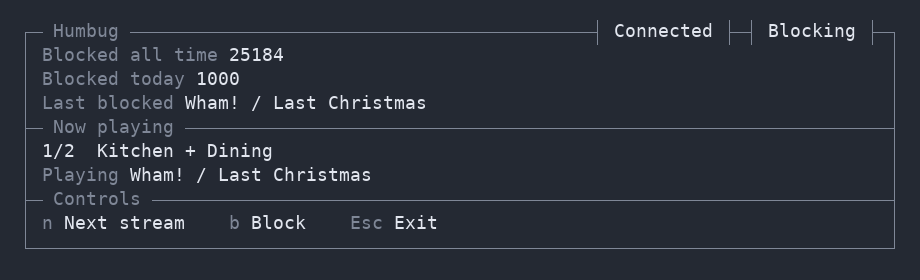 Humbug Connected Blocking
Blocked all time 25184
Blocked today 1000
Last blocked Wham! / Last Christmas
Now playing
1/2 Kitchen + Dining
Playing Wham! / Last Christmas
Controls
n Next stream b Block Esc Exit